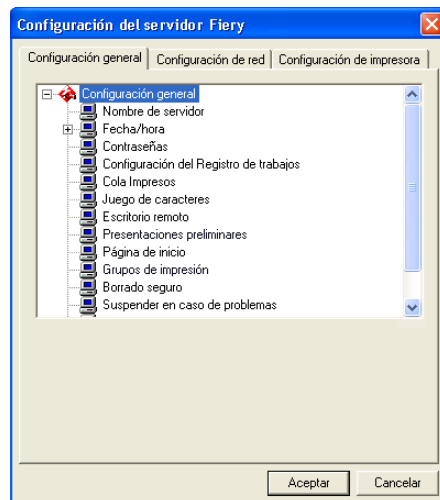 Configuración del servidor Fiery
Configuración general
Configuración de red
Configuración de impresora
Configuración general
Nombre de servidor
Fecha/hora
Contraseñas
Configuración del Registro de trabajos
Cola Impresos
Juego de caracteres
Escritorio remoto
Presentaciones preliminares
Página de inicio
Grupos de impresión
Borrado seguro
Suspender en caso de problemas
Aceptar
Cancelar